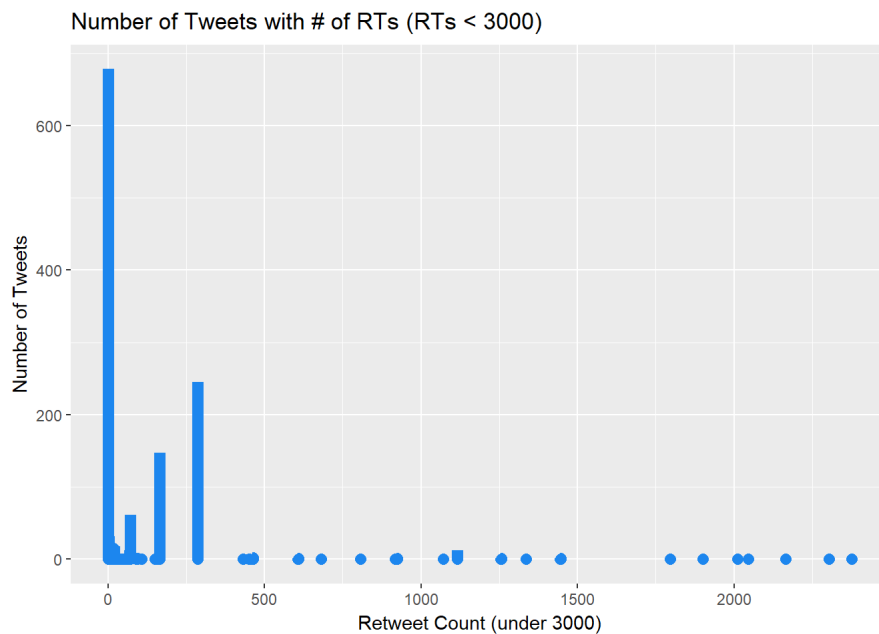 Number of Tweets with # of RTs (RTs < 3000)
Number of Tweets
600
400
200
0
0 500 1000 1500 2000
Retweet Count (under 3000)